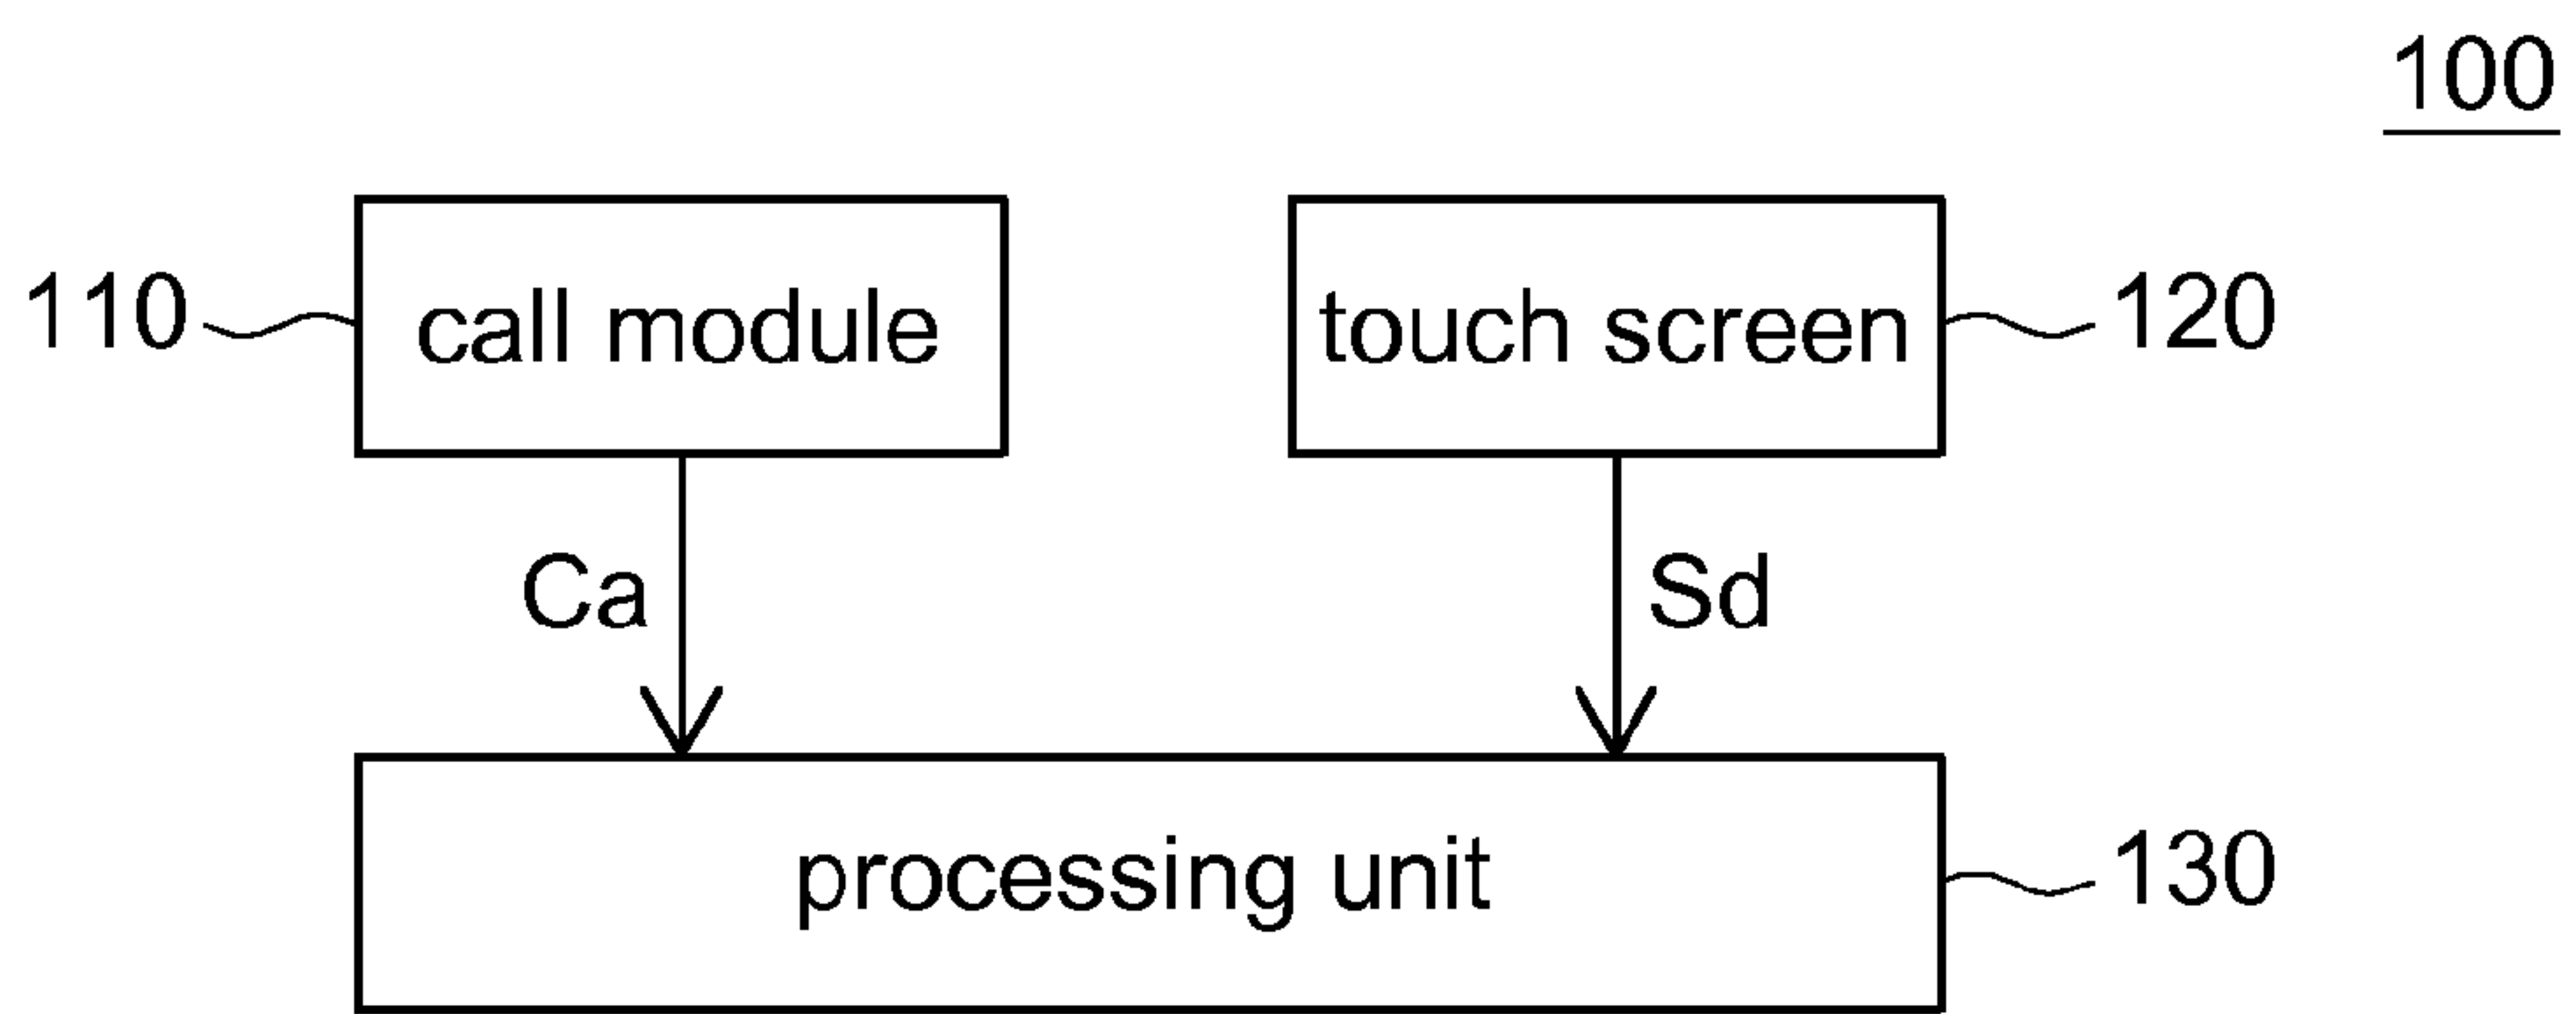 100
110 call module
touch screen 120
Ca
Sd
processing unit 130